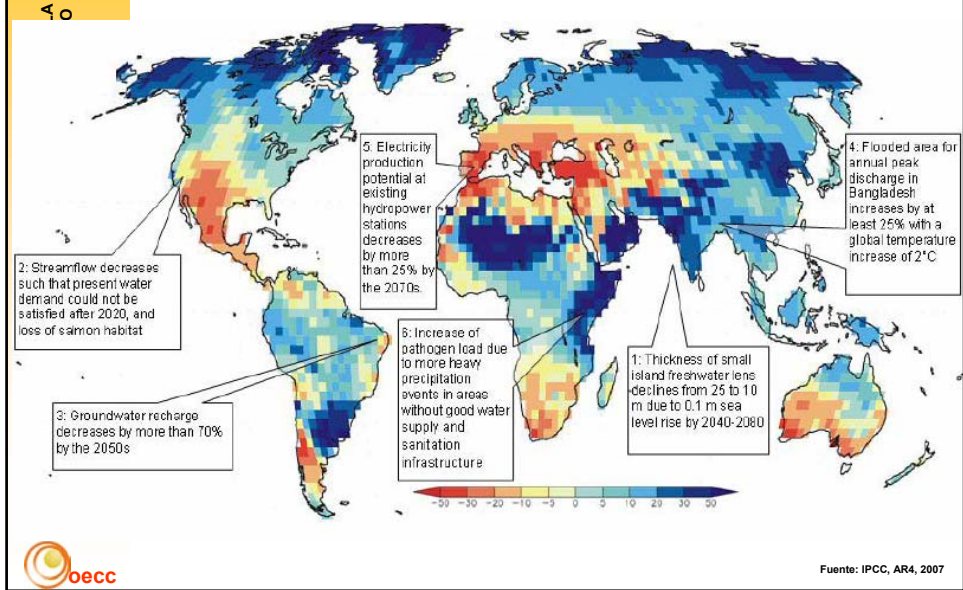 LA
O
5: Electricity
production
potential at
existing
hydropower
stations
decreases
by more
than 25% by
the 2070s.
4: Flooded area for
annual peak
discharge in
Bangladesh
increases by at
least 25% with a
global temperature
increase of 2°C
2: Streamflow decreases
such that present water
demand could not be
satisfied after 2020, and
loss of salmon habitat
6: Increase of
pathogen load due
to more heavy
precipitation
events in areas
without good water
supply and
sanitation
infrastructure
1: Thickness of small
island freshwater lens
declines from 25 to 10
m due to 0.1 m sea
level rise by 2040-2080
3: Groundwater recharge
decreases by more than 70%
by the 2050s
-50 -30 -20 -10 -5 0 5 10 20 30 50
oecc
Fuente: IPCC, AR4, 2007